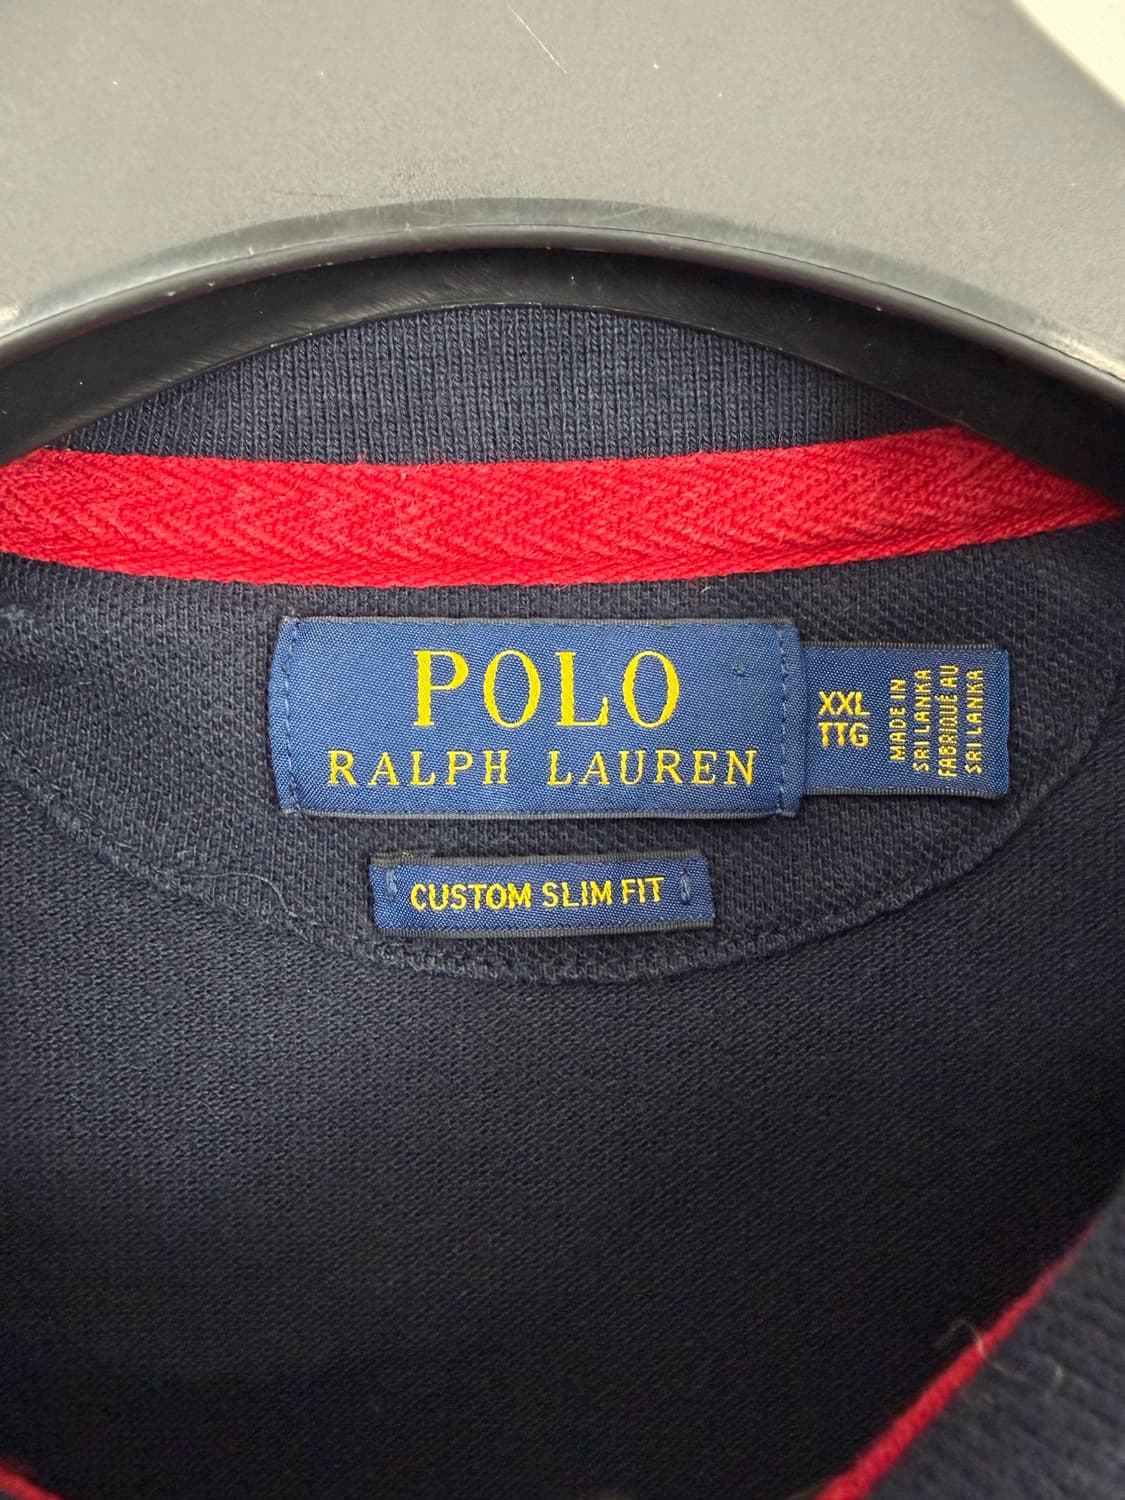 POLO
RALPH LAUREN
XXL
TTG
MADE IN
SRI LANKA
FABRIQUÉ AU
SRI LANKA
CUSTOM SLIM FIT